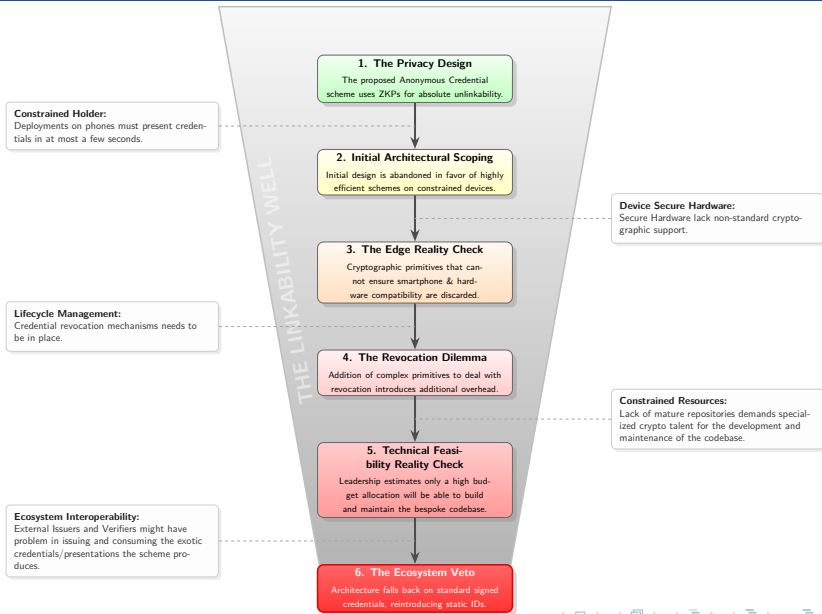 1. The Privacy Design
The proposed Anonymous Credential
scheme uses ZKPs for absolute unlinkability.
Constrained Holder:
Deployments on phones must present creden-
tials in at most a few seconds.
2. Initial Architectural Scoping
Initial design is abandoned in favor of highly
efficient schemes on constrained devices.
THE LINKABILITY WELL
Device Secure Hardware:
Secure Hardware lack non-standard crypto-
graphic support.
3. The Edge Reality Check
Cryptographic primitives that can-
not ensure smartphone & hard-
ware compatibility are discarded.
Lifecycle Management:
Credential revocation mechanisms needs to
be in place.
4. The Revocation Dilemma
Addition of complex primitives to deal with
revocation introduces additional overhead.
Constrained Resources:
Lack of mature repositories demands special-
ized crypto talent for the development and
maintenance of the codebase.
5. Technical Feasi-
bility Reality Check
Leadership estimates only a high bud-
get allocation will be able to build
and maintain the bespoke codebase.
Ecosystem Interoperability:
External Issuers and Verifiers might have
problem in issuing and consuming the exotic
credentials/presentations the scheme pro-
duces.
6. The Ecosystem Veto
Architecture falls back on standard signed
credentials, reintroducing static IDs.